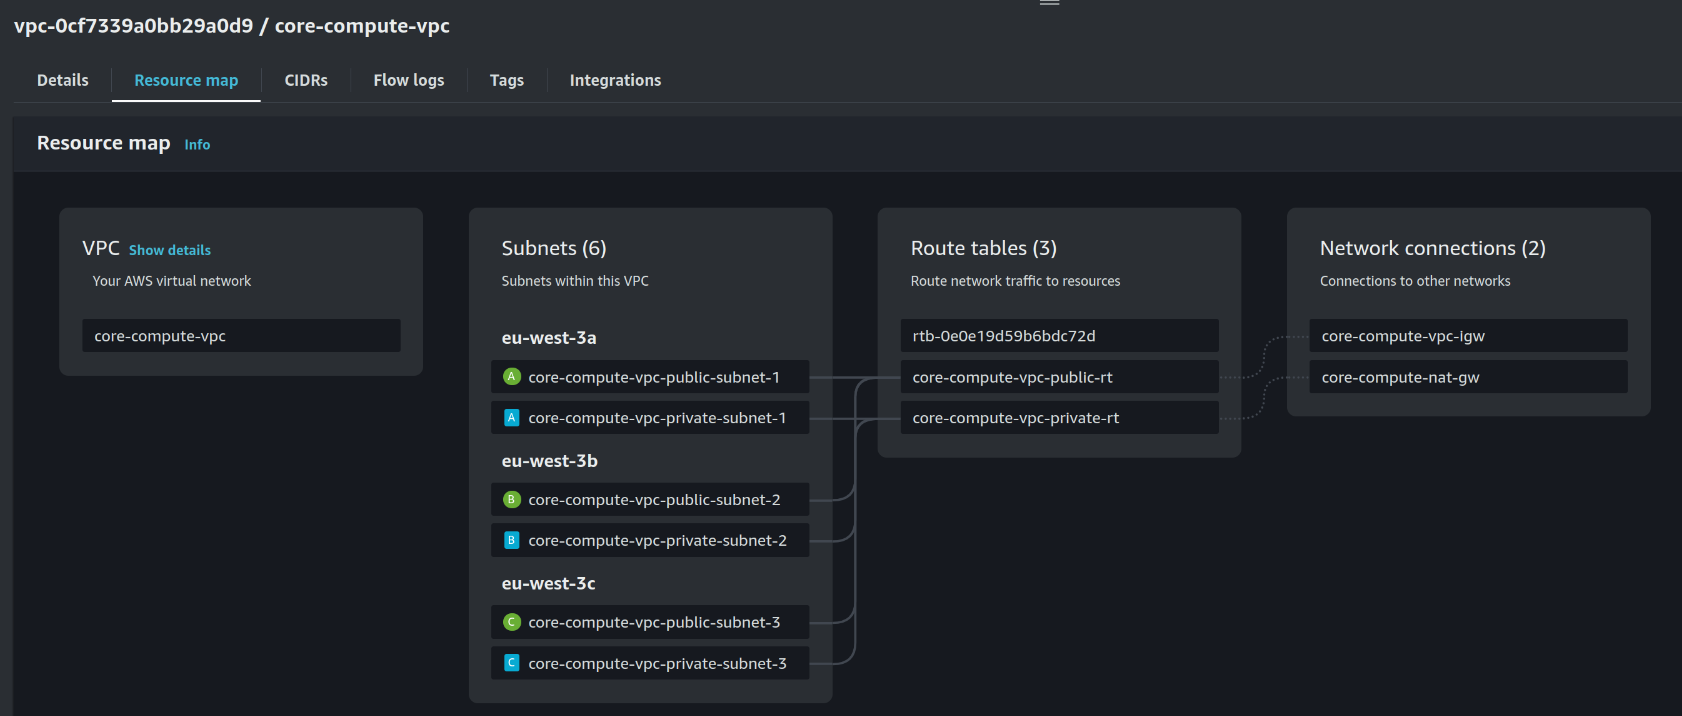 vpc-0cf7339a0bb29a0d9 / core-compute-vpc
Details
Resource map
CIDRs
Flow logs
Tags
Integrations
Resource map Info
VPC Show details
Your AWS virtual network
core-compute-vpc
Subnets (6)
Subnets within this VPC
eu-west-3a
A core-compute-vpc-public-subnet-1
A core-compute-vpc-private-subnet-1
eu-west-3b
B core-compute-vpc-public-subnet-2
B core-compute-vpc-private-subnet-2
eu-west-3c
C core-compute-vpc-public-subnet-3
C core-compute-vpc-private-subnet-3
Route tables (3)
Route network traffic to resources
rtb-0e0e19d59b6bdc72d
core-compute-vpc-public-rt
core-compute-vpc-private-rt
Network connections (2)
Connections to other networks
core-compute-vpc-igw
core-compute-nat-gw